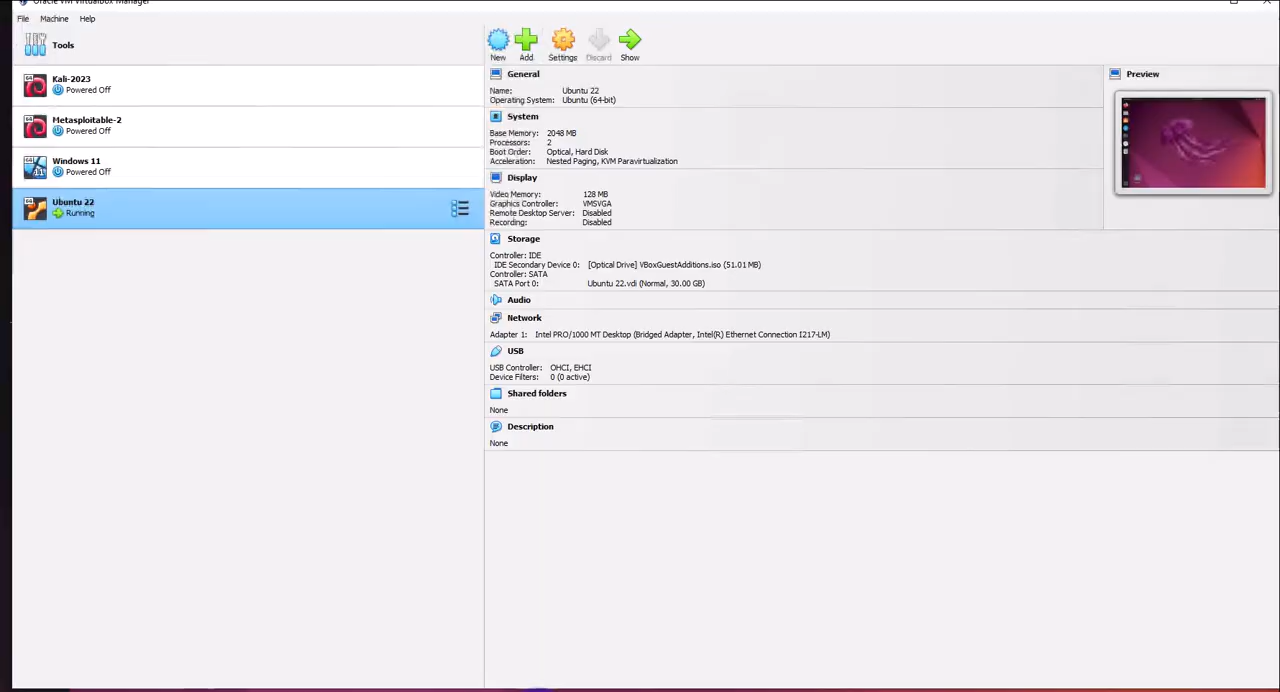 Oracle VM VirtualBox Manager
File Machine Help
Tools
New Add Settings Discard Show
Kali-2023
Powered Off
Metasploitable-2
Powered Off
Windows 11
Powered Off
Ubuntu 22
Running
General
Name: Ubuntu 22
Operating System: Ubuntu (64-bit)
System
Base Memory: 2048 MB
Processors: 2
Boot Order: Optical, Hard Disk
Acceleration: Nested Paging, KVM Paravirtualization
Display
Video Memory: 128 MB
Graphics Controller: VMSVGA
Remote Desktop Server: Disabled
Recording: Disabled
Storage
Controller: IDE
IDE Secondary Device 0: [Optical Drive] VBoxGuestAdditions.iso (51.01 MB)
Controller: SATA
SATA Port 0: Ubuntu 22.vdi (Normal, 30.00 GB)
Audio
Network
Adapter 1: Intel PRO/1000 MT Desktop (Bridged Adapter, Intel(R) Ethernet Connection I217-LM)
USB
USB Controller: OHCI, EHCI
Device Filters: 0 (0 active)
Shared folders
None
Description
None
Preview